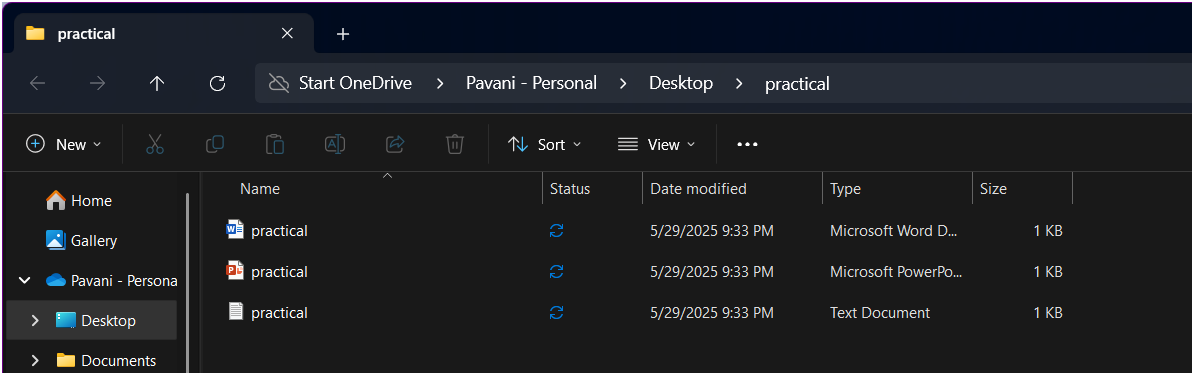 practical
Start OneDrive > Pavani - Personal > Desktop > practical
New Sort View
Name Status Date modified Type Size
Home
Gallery
Pavani - Persona
Desktop
Documents
practical 5/29/2025 9:33 PM Microsoft Word D... 1 KB
practical 5/29/2025 9:33 PM Microsoft PowerPo... 1 KB
practical 5/29/2025 9:33 PM Text Document 1 KB